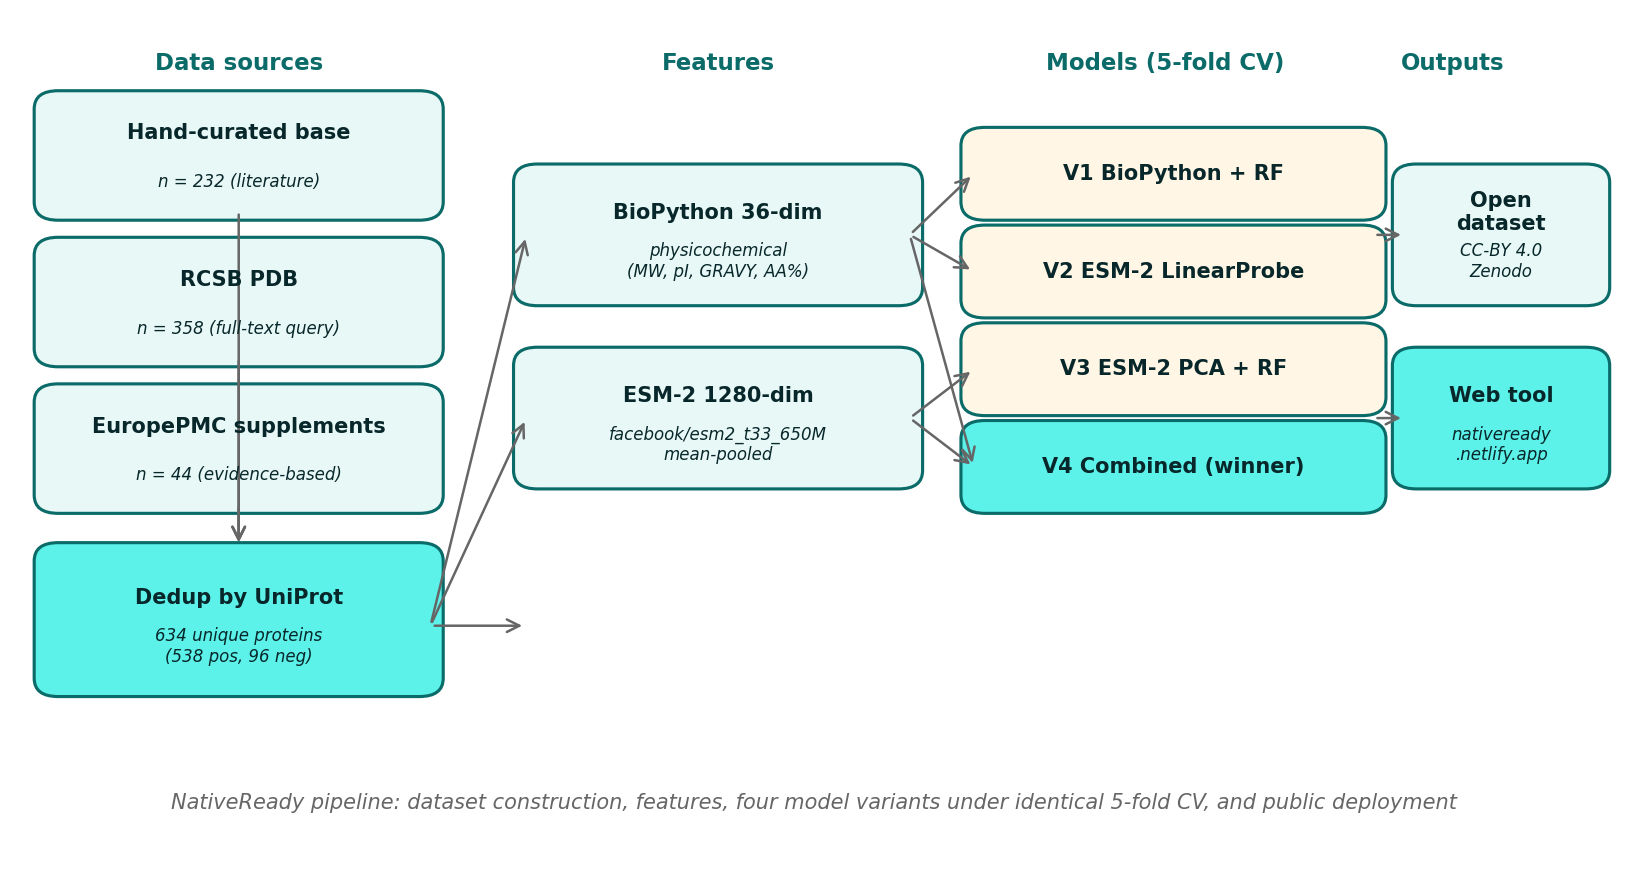 Data sources
Hand-curated base
n = 232 (literature)
RCSB PDB
n = 358 (full-text query)
EuropePMC supplements
n = 44 (evidence-based)
Dedup by UniProt
634 unique proteins
(538 pos, 96 neg)
Features
BioPython 36-dim
physicochemical
(MW, pI, GRAVY, AA%)
ESM-2 1280-dim
facebook/esm2_t33_650M
mean-pooled
Models (5-fold CV)
V1 BioPython + RF
V2 ESM-2 LinearProbe
V3 ESM-2 PCA + RF
V4 Combined (winner)
Outputs
Open
dataset
CC-BY 4.0
Zenodo
Web tool
nativeready
.netlify.app
NativeReady pipeline: dataset construction, features, four model variants under identical 5-fold CV, and public deployment